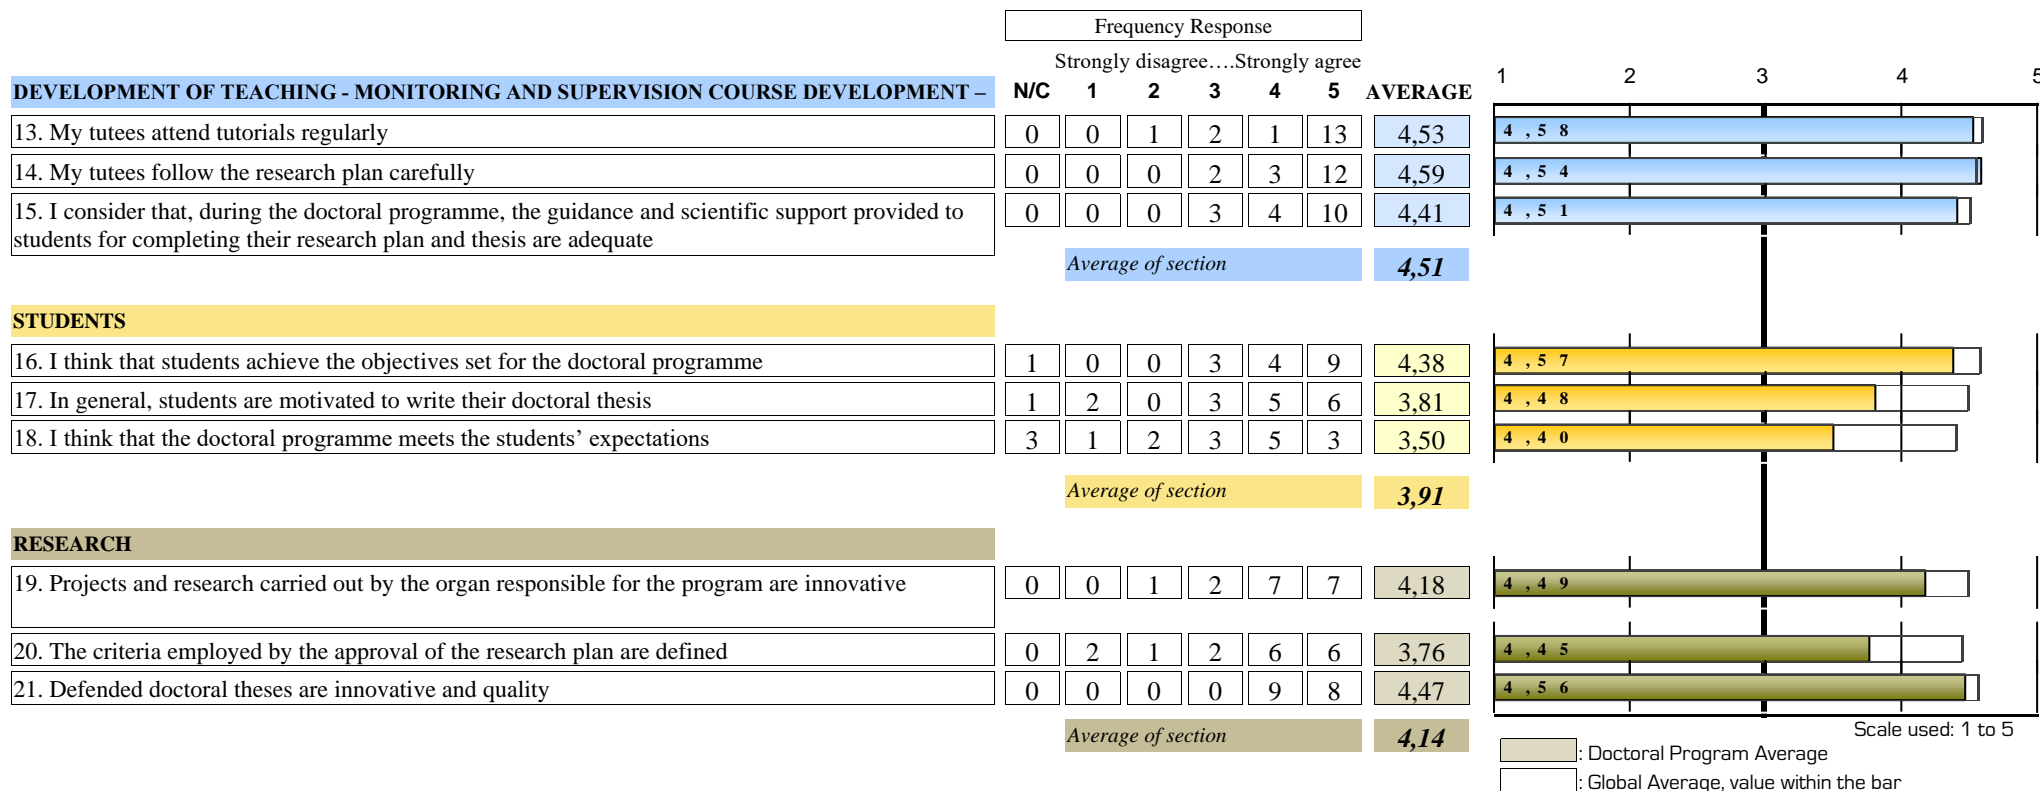 Frequency Response
Strongly disagree….Strongly agree
DEVELOPMENT OF TEACHING - MONITORING AND SUPERVISION COURSE DEVELOPMENT – N/C 1 2 3 4 5 AVERAGE 1 2 3 4 5
13. My tutees attend tutorials regularly 0 0 1 2 1 13 4,53 4,58
14. My tutees follow the research plan carefully 0 0 0 2 3 12 4,59 4,54
15. I consider that, during the doctoral programme, the guidance and scientific support provided to 0 0 0 3 4 10 4,41 4,51
students for completing their research plan and thesis are adequate
Average of section 4,51
STUDENTS
16. I think that students achieve the objectives set for the doctoral programme 1 0 0 3 4 9 4,38 4,57
17. In general, students are motivated to write their doctoral thesis 1 2 0 3 5 6 3,81 4,48
18. I think that the doctoral programme meets the students’ expectations 3 1 2 3 5 3 3,50 4,40
Average of section 3,91
RESEARCH
19. Projects and research carried out by the organ responsible for the program are innovative 0 0 1 2 7 7 4,18 4,49
20. The criteria employed by the approval of the research plan are defined 0 2 1 2 6 6 3,76 4,45
21. Defended doctoral theses are innovative and quality 0 0 0 0 9 8 4,47 4,56
Average of section 4,14
Scale used: 1 to 5
: Doctoral Program Average
: Global Average, value within the bar